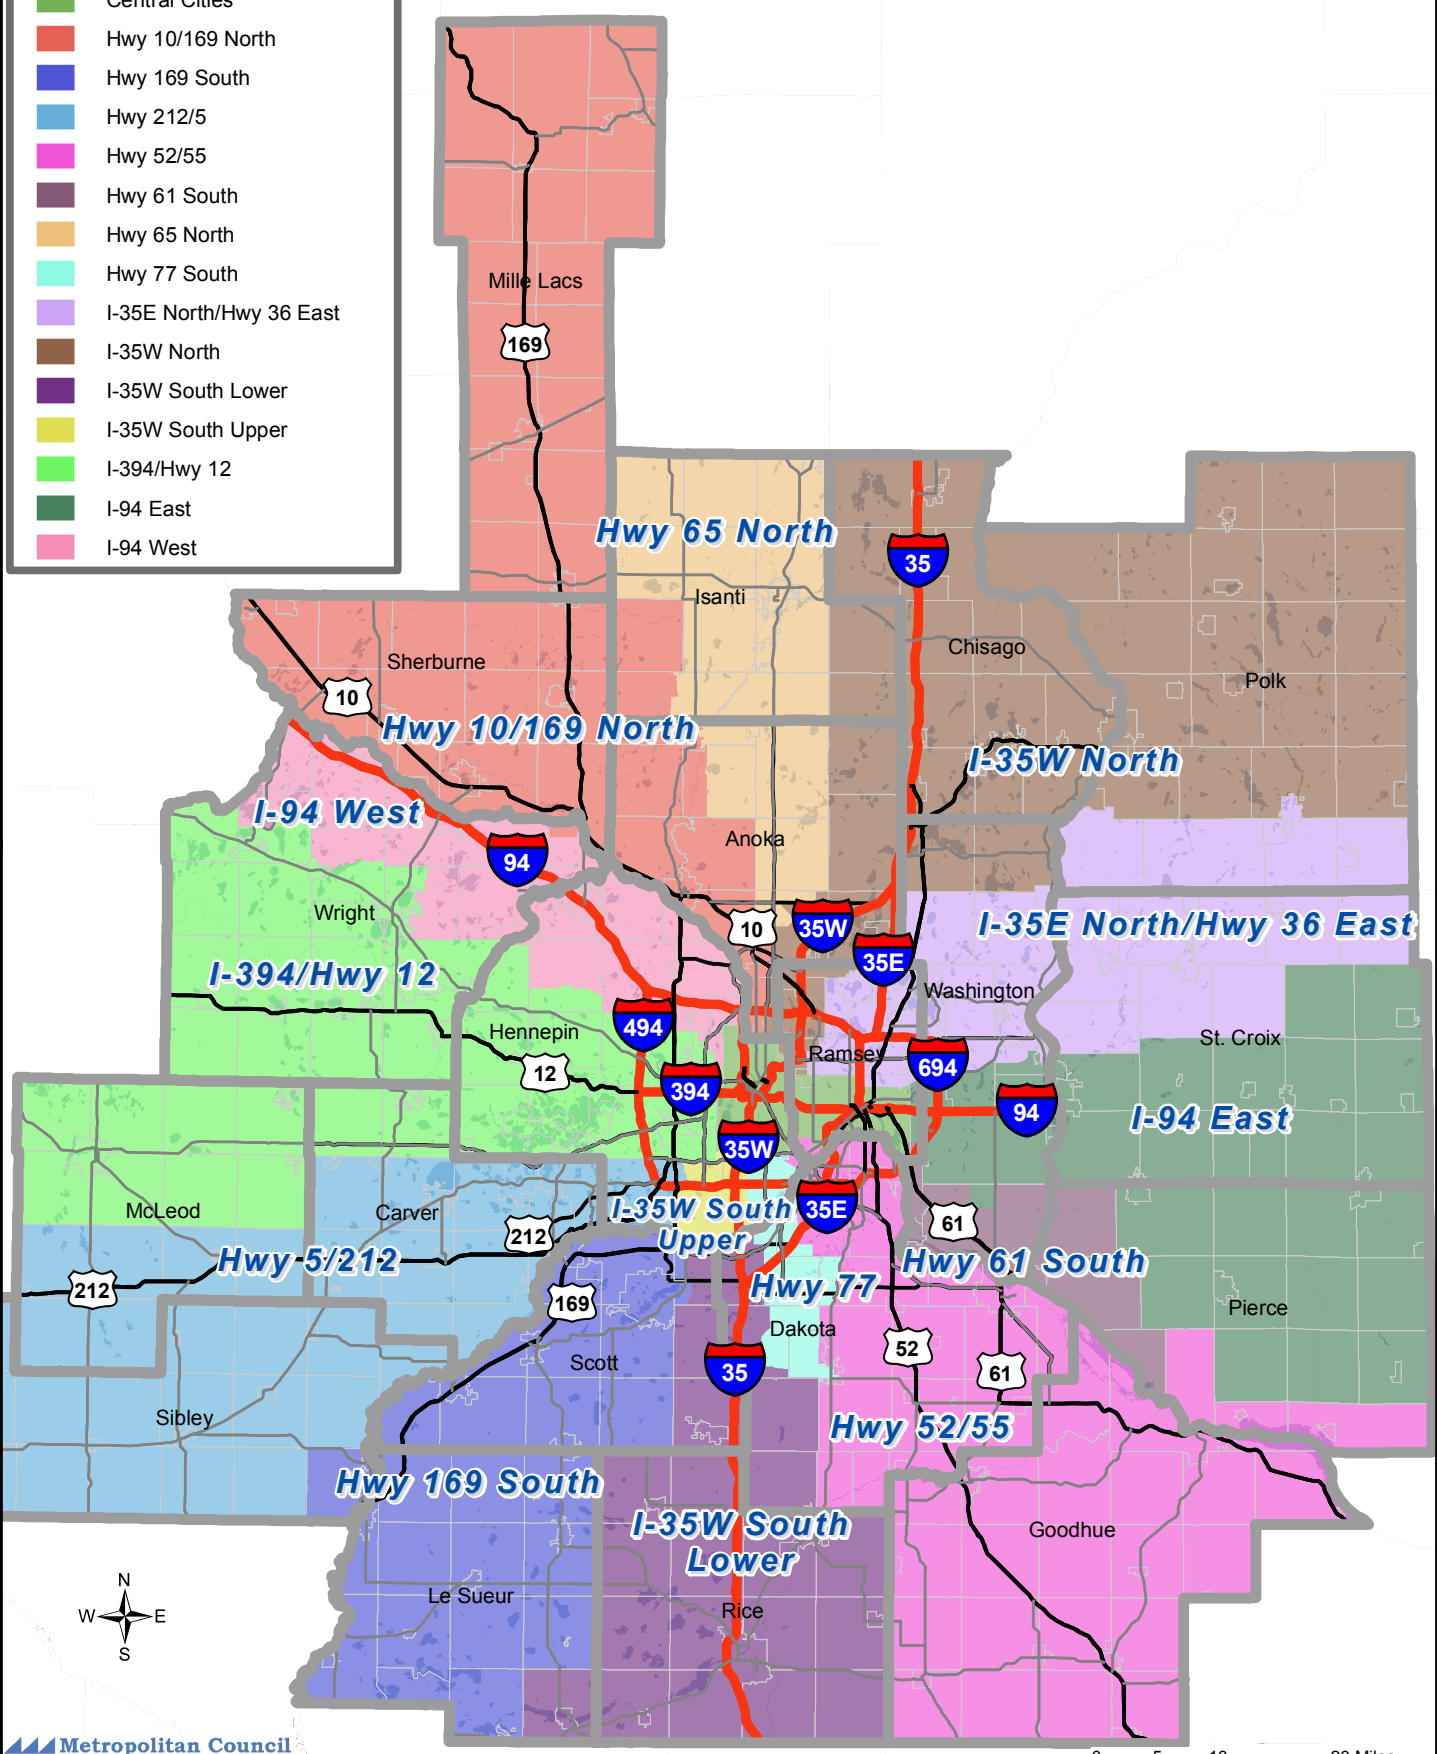 Central Cities
Hwy 10/169 North
Hwy 169 South
Hwy 212/5
Hwy 52/55
Hwy 61 South
Hwy 65 North
Hwy 77 South
I-35E North/Hwy 36 East
I-35W North
I-35W South Lower
I-35W South Upper
I-394/Hwy 12
I-94 East
I-94 West
Mille Lacs
169
Hwy 65 North
35
Isanti
Chisago
Sherburne
Polk
10
Hwy 10/169 North
I-35W North
I-94 West
Anoka
94
Wright
10
35W
I-35E North/Hwy 36 East
35E
I-394/Hwy 12
Washington
494
Hennepin
St. Croix
Ramsey
694
12
394
94
I-94 East
35W
McLeod
Carver
I-35W South
Upper
35E
61
212
Hwy 5/212
Hwy 61 South
212
Hwy 77
169
Pierce
Dakota
52
Scott
35
61
Sibley
Hwy 52/55
Hwy 169 South
I-35W South
Lower
Goodhue
N
W
E
S
Le Sueur
Rice
Metropolitan Council
0 5 10 20 Miles